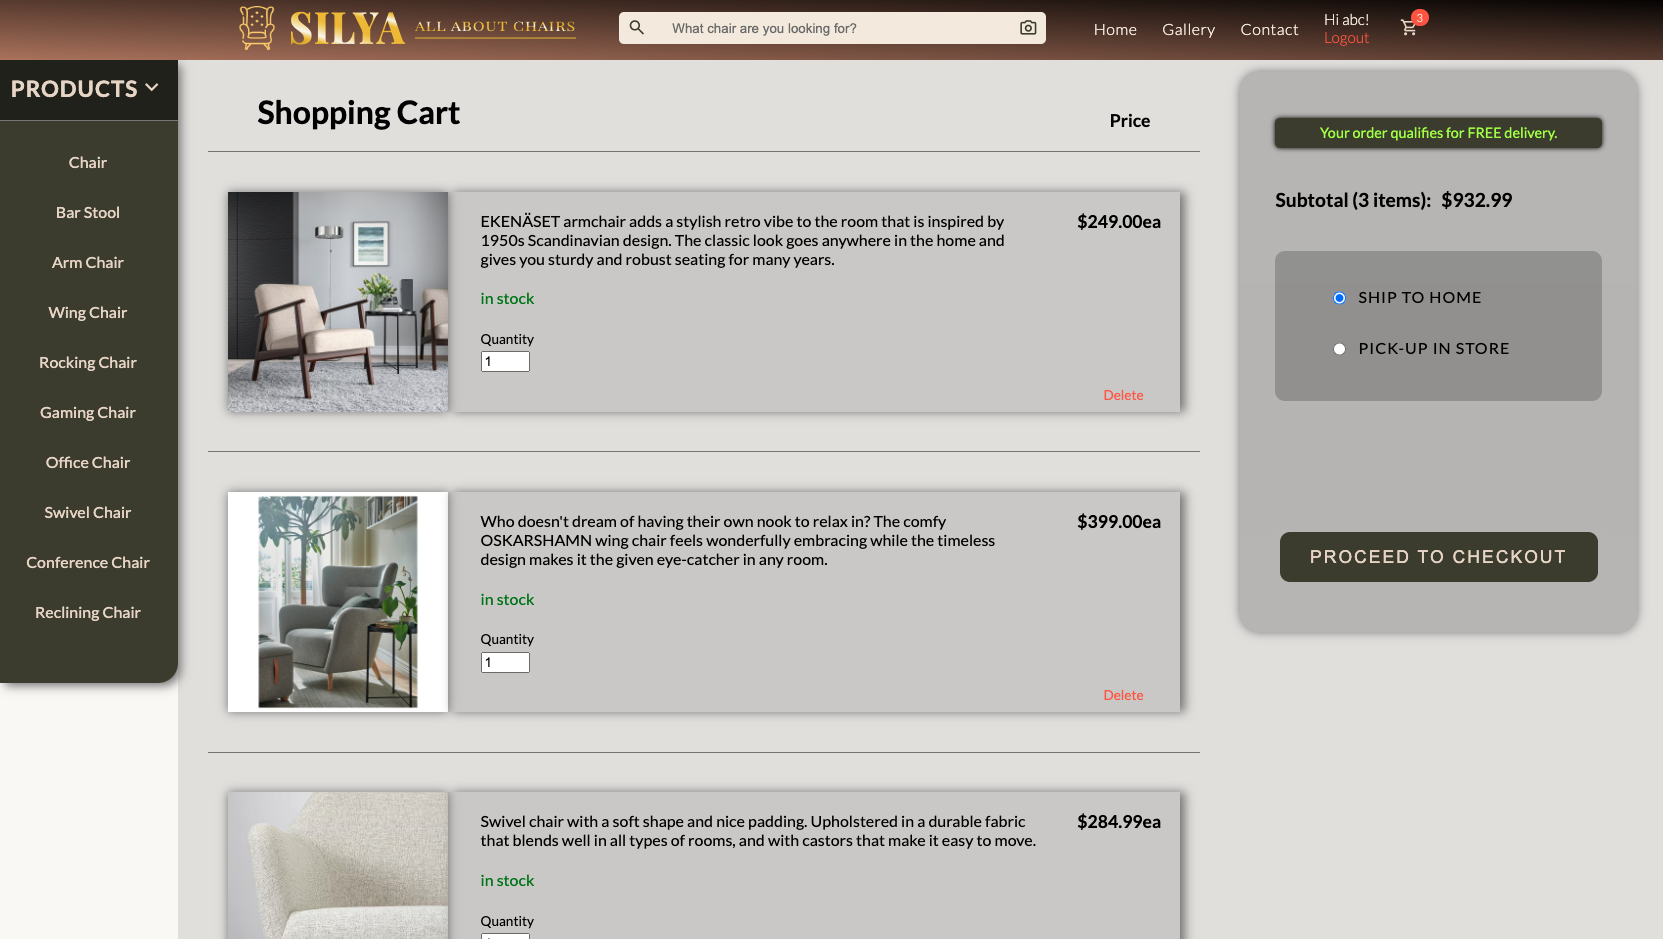 SILYA
ALL ABOUT CHAIRS
What chair are you looking for?
Home
Gallery
Contact
Hi abc!
Logout
3
PRODUCTS
Chair
Bar Stool
Arm Chair
Wing Chair
Rocking Chair
Gaming Chair
Office Chair
Swivel Chair
Conference Chair
Reclining Chair
Shopping Cart
Price
EKENÄSET armchair adds a stylish retro vibe to the room that is inspired by
1950s Scandinavian design. The classic look goes anywhere in the home and
gives you sturdy and robust seating for many years.
$249.00ea
in stock
Quantity
1
Delete
Who doesn't dream of having their own nook to relax in? The comfy
OSKARSHAMN wing chair feels wonderfully embracing while the timeless
design makes it the given eye-catcher in any room.
$399.00ea
in stock
Quantity
1
Delete
Swivel chair with a soft shape and nice padding. Upholstered in a durable fabric
that blends well in all types of rooms, and with castors that make it easy to move.
$284.99ea
in stock
Quantity
Your order qualifies for FREE delivery.
Subtotal (3 items): $932.99
SHIP TO HOME
PICK-UP IN STORE
PROCEED TO CHECKOUT